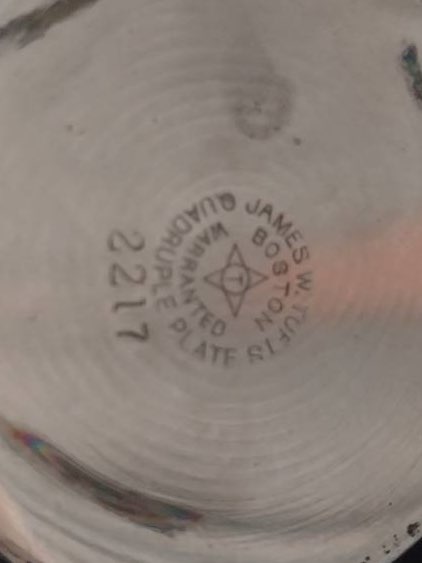 JAMES W. TUFTS
BOSTON
WARRANTED
QUADRUPLE PLATE
2217